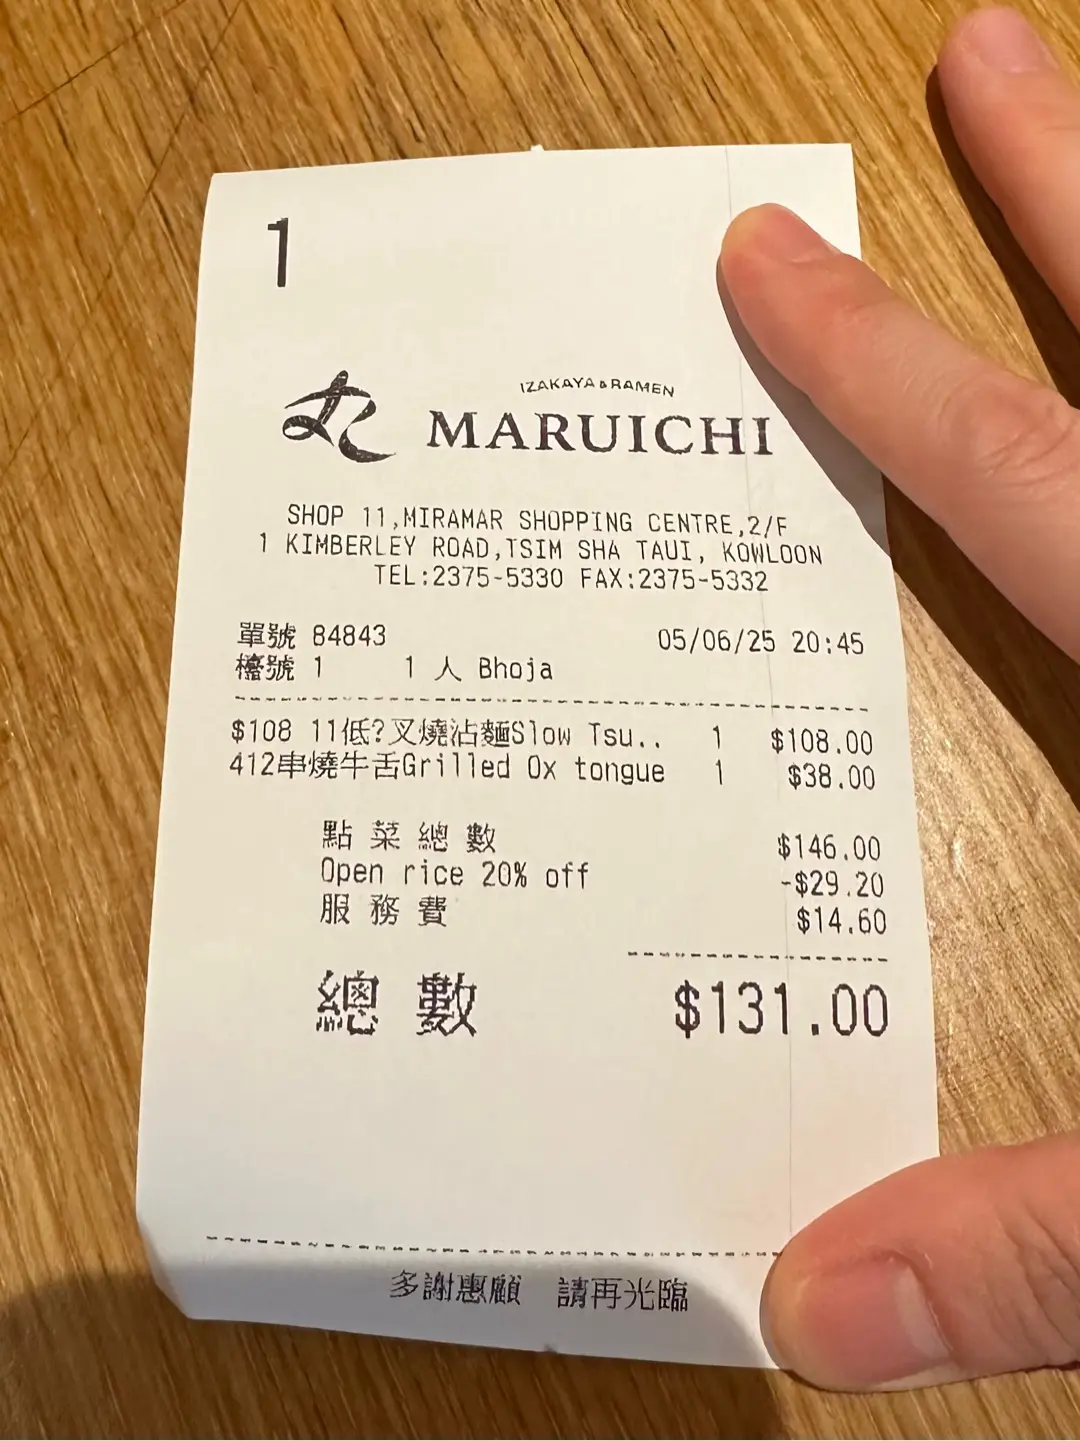 1
丸 IZAKAYA & RAMEN
MARUICHI
SHOP 11,MIRAMAR SHOPPING CENTRE,2/F
1 KIMBERLEY ROAD,TSIM SHA TAUI, KOWLOON
TEL:2375-5330 FAX:2375-5332
單號 84843 05/06/25 20:45
檯號 1 1 人 Bhoja
$108 11低?叉燒沾麵Slow Tsu.. 1 $108.00
412串燒牛舌Grilled Ox tongue 1 $38.00
點菜總數 $146.00
Open rice 20% off -$29.20
服務費 $14.60
總數 $131.00
多謝惠顧 請再光臨